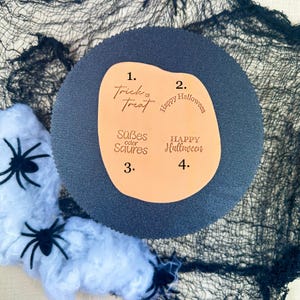 1.
Trick or
Treat
2.
Happy Halloween
Süßes
oder
Saures
3.
HAPPY
Halloween
4.